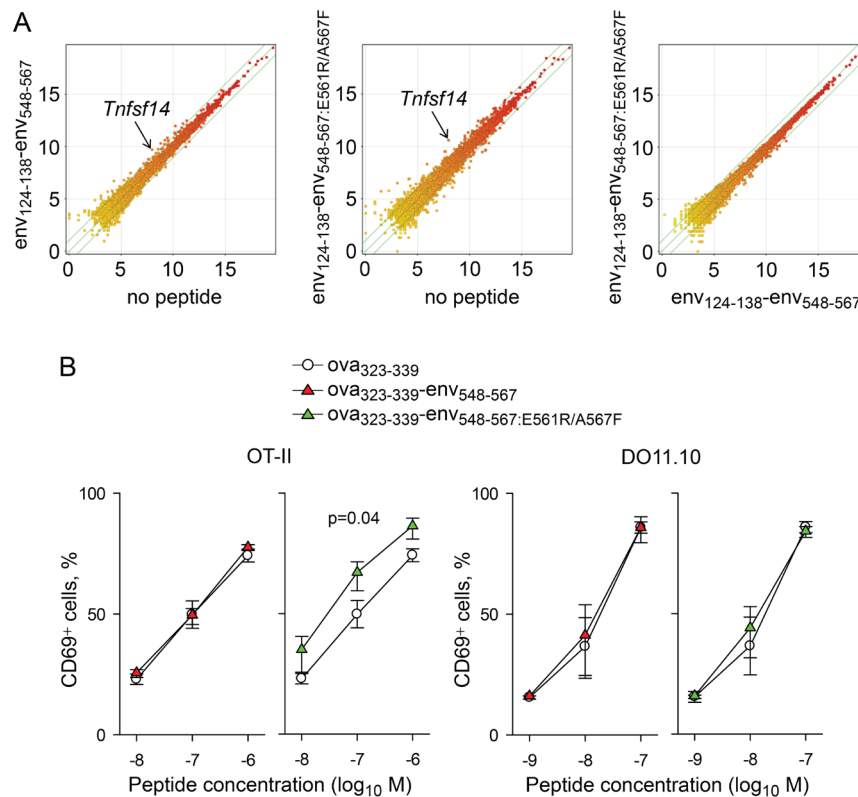 A
env124-138-env548-567
15
10
5
0
Tnfsf14
0 5 10 15
no peptide
env124-138-env548-567:E561R/A567F
15
10
5
0
Tnfsf14
0 5 10 15
no peptide
env124-138-env548-567:E561R/A567F
15
10
5
0
0 5 10 15
env124-138-env548-567
B
ova323-339
ova323-339-env548-567
ova323-339-env548-567:E561R/A567F
OT-II
DO11.10
CD69+ cells, %
100
50
0
p=0.04
-8 -7 -6
-8 -7 -6
Peptide concentration (log10 M)
CD69+ cells, %
100
50
0
-9 -8 -7
-9 -8 -7
Peptide concentration (log10 M)